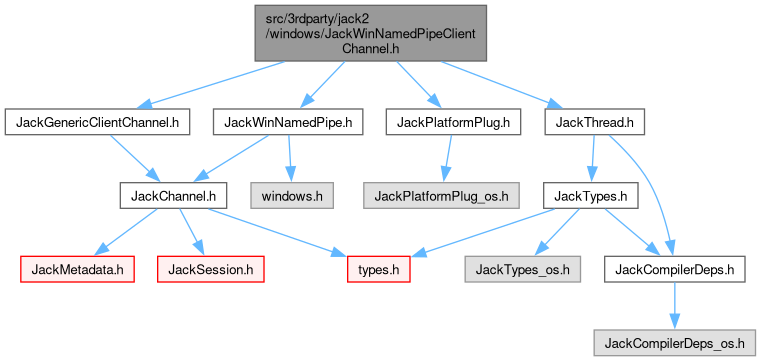 src/3rdparty/jack2
/windows/JackWinNamedPipeClient
Channel.h
JackGenericClientChannel.h
JackWinNamedPipe.h
JackPlatformPlug.h
JackThread.h
JackChannel.h
windows.h
JackPlatformPlug_os.h
JackTypes.h
JackMetadata.h
JackSession.h
types.h
JackTypes_os.h
JackCompilerDeps.h
JackCompilerDeps_os.h